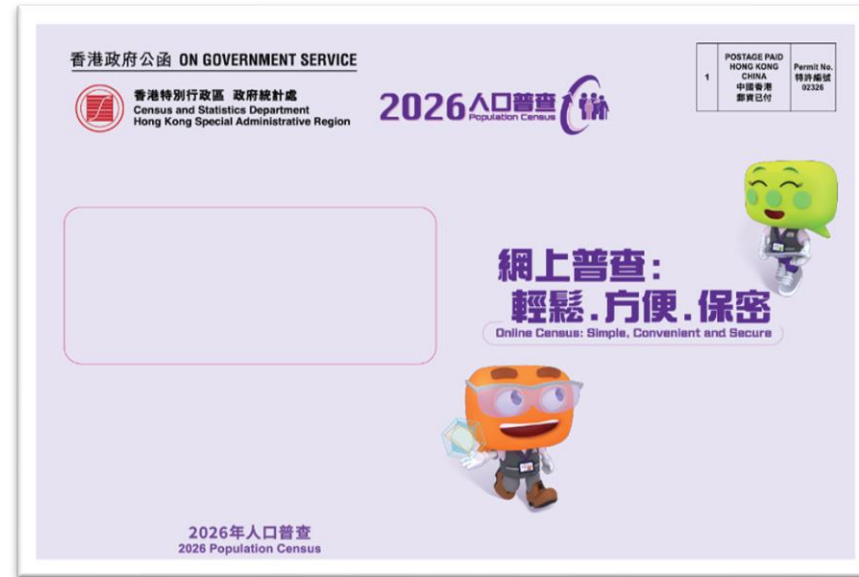 香港政府公函 ON GOVERNMENT SERVICE
香港特別行政區 政府統計處
Census and Statistics Department
Hong Kong Special Administrative Region
2026人口普查
Population Census
1
POSTAGE PAID
HONG KONG
CHINA
中國香港
郵資已付
Permit No.
特許編號
02326
網上普查：
輕鬆．方便．保密
Online Census: Simple, Convenient and Secure
2026年人口普查
2026 Population Census